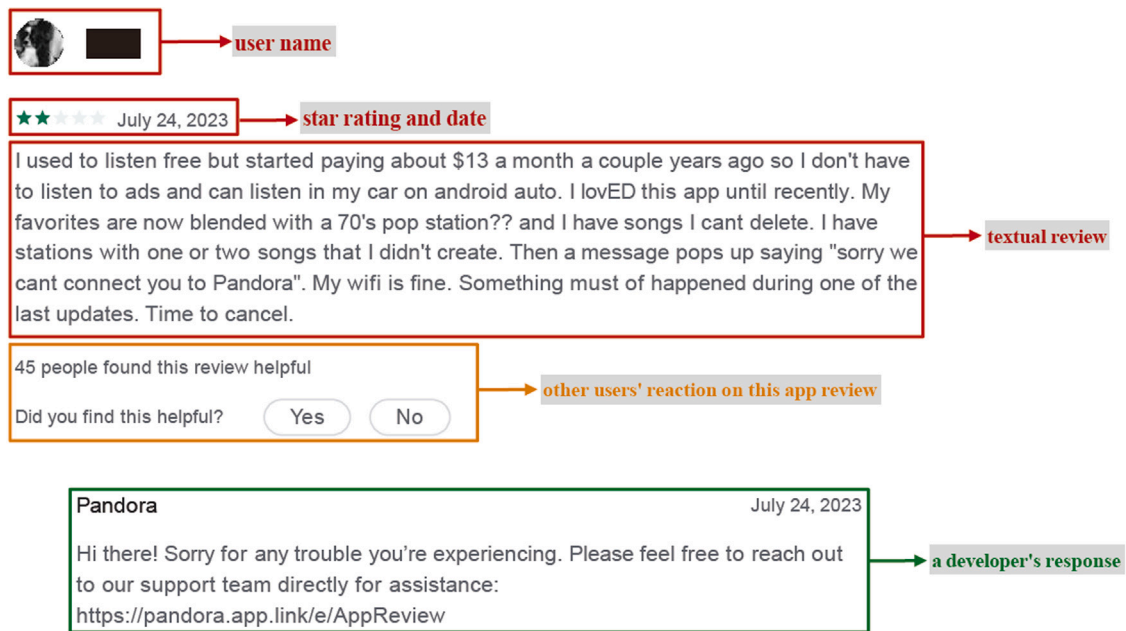 user name
July 24, 2023
star rating and date
I used to listen free but started paying about $13 a month a couple years ago so I don't have
to listen to ads and can listen in my car on android auto. I lovED this app until recently. My
favorites are now blended with a 70's pop station?? and I have songs I cant delete. I have
stations with one or two songs that I didn't create. Then a message pops up saying "sorry we
cant connect you to Pandora". My wifi is fine. Something must of happened during one of the
last updates. Time to cancel.
textual review
45 people found this review helpful
Did you find this helpful? Yes No
other users' reaction on this app review
Pandora July 24, 2023
Hi there! Sorry for any trouble you’re experiencing. Please feel free to reach out
to our support team directly for assistance:
https://pandora.app.link/e/AppReview
a developer's response